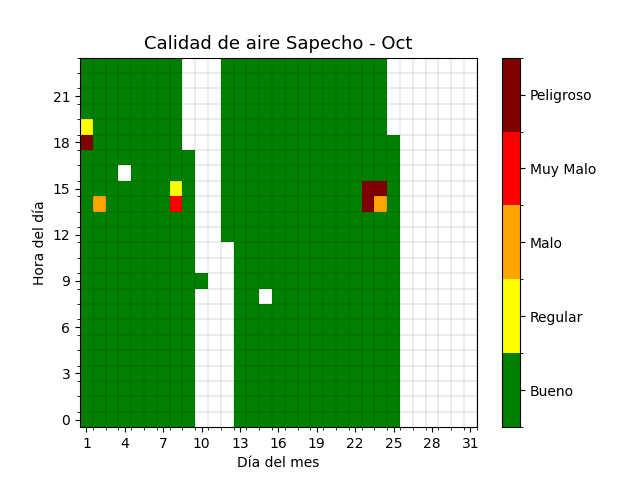 Calidad de aire Sapecho - Oct
21
18
15
12
9
6
3
0
Hora del día
1 4 7 10 13 16 19 22 25 28 31
Día del mes
Peligroso
Muy Malo
Malo
Regular
Bueno